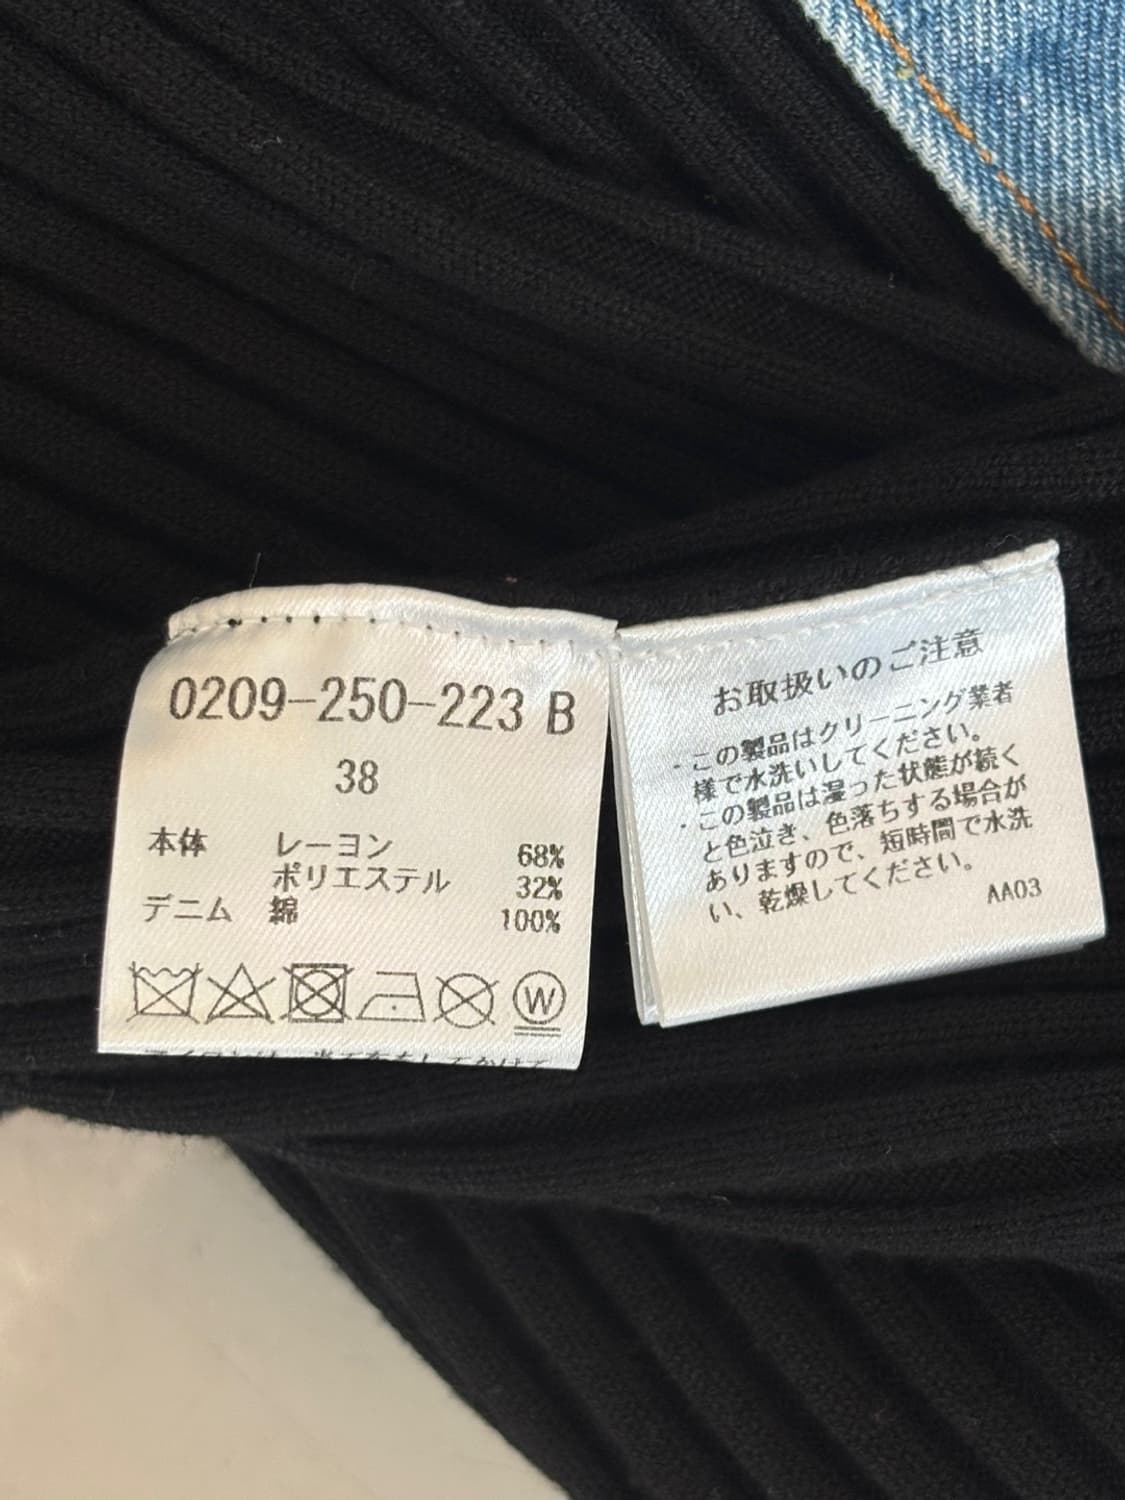 0209-250-223 B
38
本体 レーヨン 68%
ポリエステル 32%
デニム 綿 100%
W
お取扱いのご注意
・この製品はクリーニング業者
様で水洗いしてください。
・この製品は湿った状態が続く
と色泣き、色落ちする場合が
ありますので、短時間で水洗
い、乾燥してください。
AA03